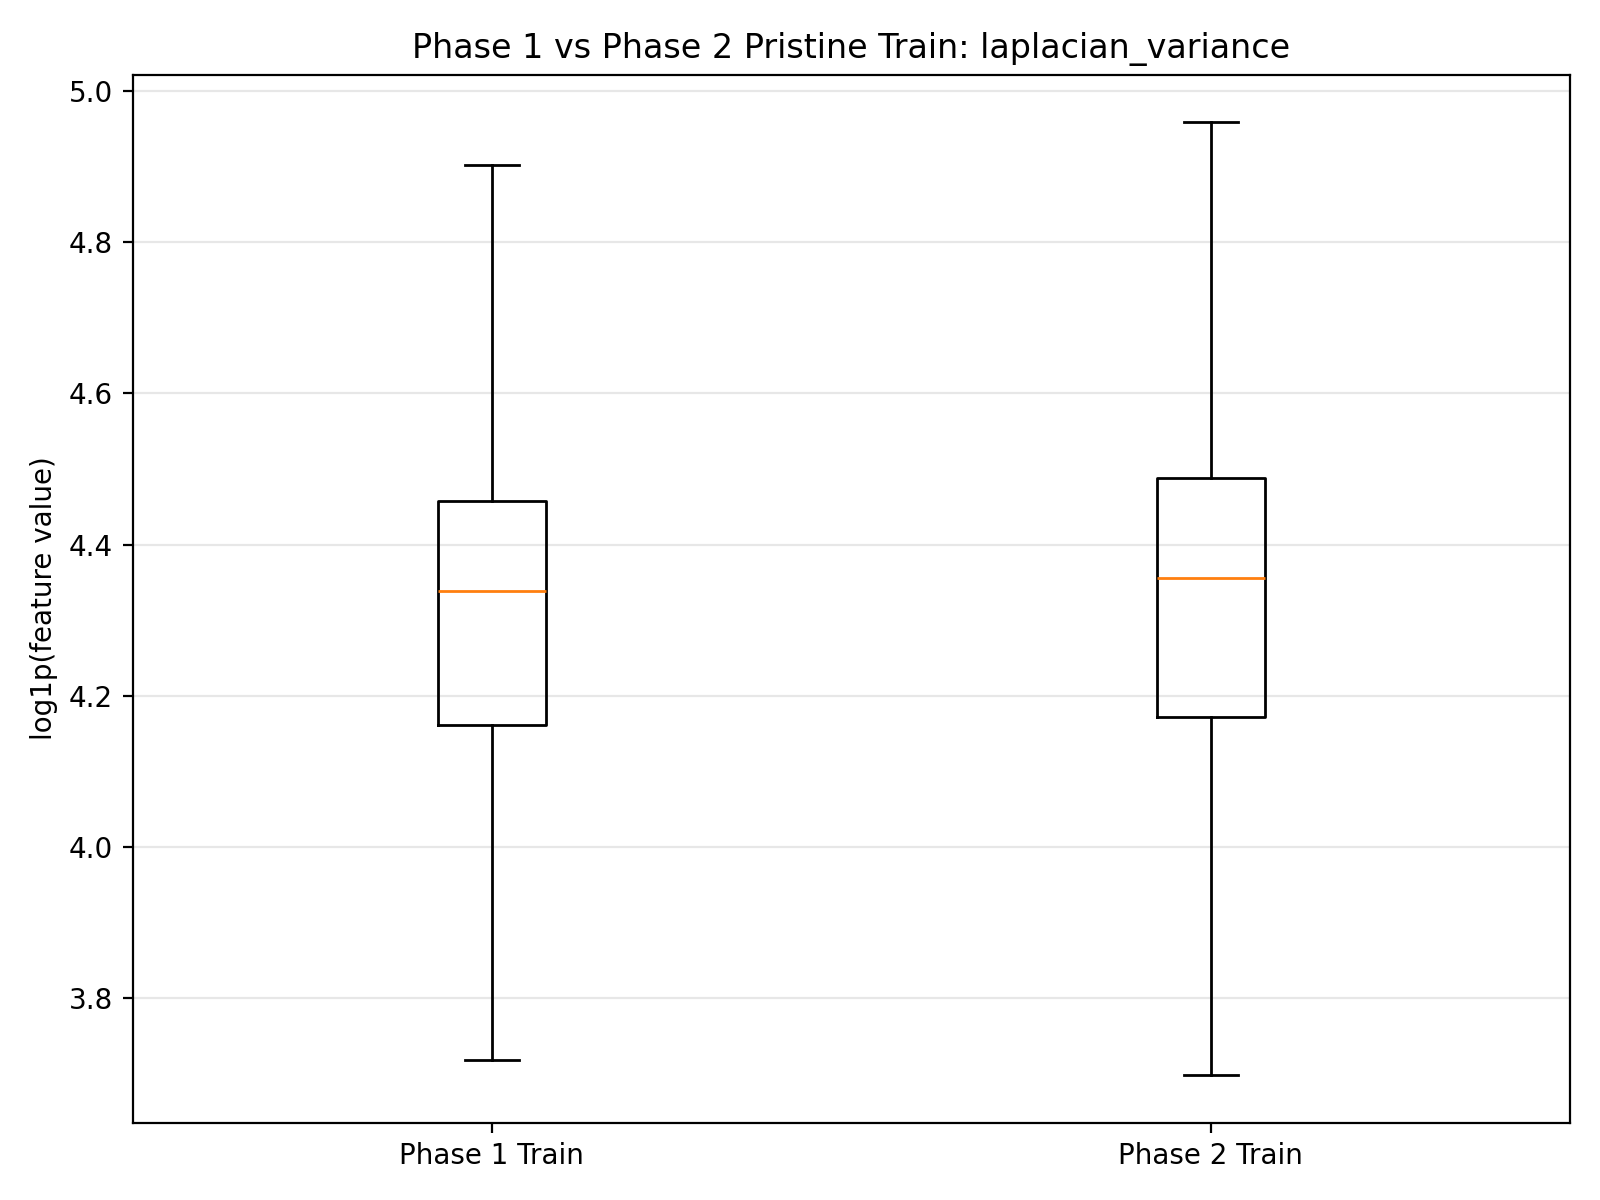 Phase 1 vs Phase 2 Pristine Train: laplacian_variance
log1p(feature value)
5.0
4.8
4.6
4.4
4.2
4.0
3.8
Phase 1 Train
Phase 2 Train